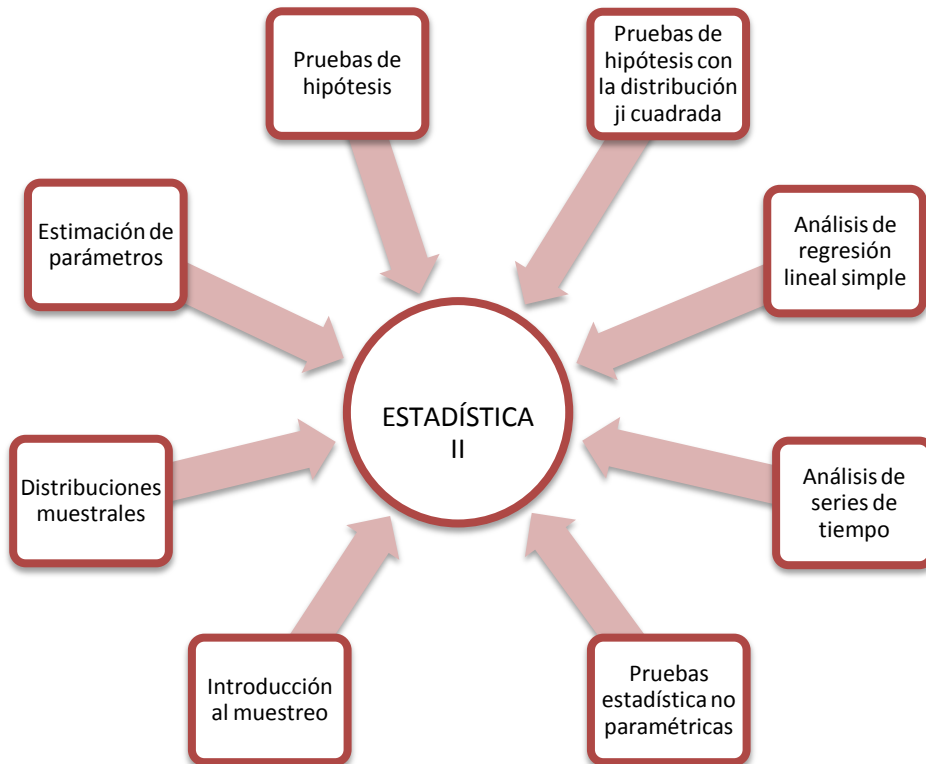 Pruebas de
hipótesis
Pruebas de
hipótesis con
la distribución
ji cuadrada
Estimación de
parámetros
Análisis de
regresión
lineal simple
ESTADÍSTICA
II
Distribuciones
muestrales
Análisis de
series de
tiempo
Introducción
al muestreo
Pruebas
estadística no
paramétricas